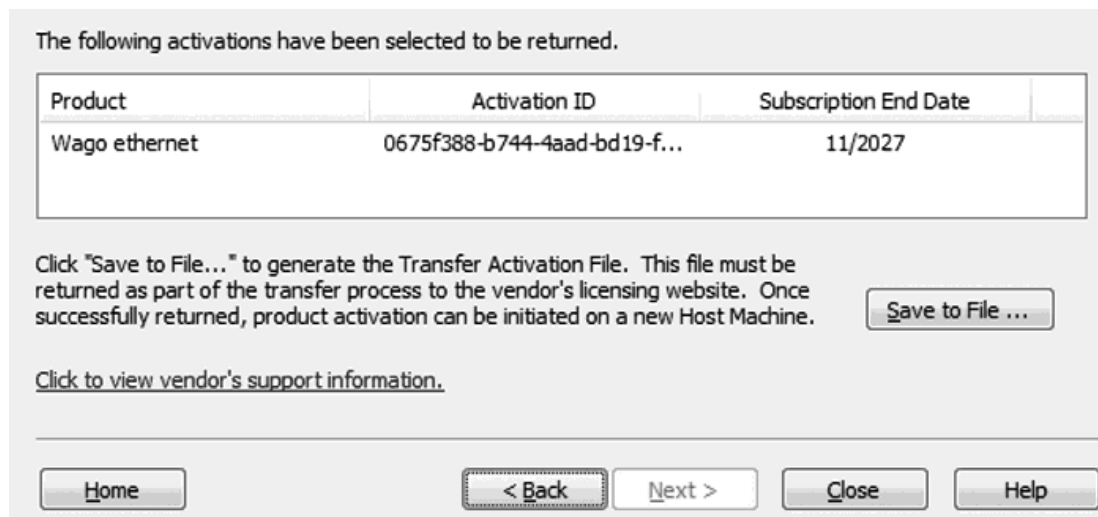 The following activations have been selected to be returned.
Product Activation ID Subscription End Date
Wago ethernet 0675f388-b744-4aad-bd19-f... 11/2027
Click "Save to File..." to generate the Transfer Activation File. This file must be
returned as part of the transfer process to the vendor's licensing website. Once
successfully returned, product activation can be initiated on a new Host Machine.
Save to File ...
Click to view vendor's support information.
Home < Back Next > Close Help